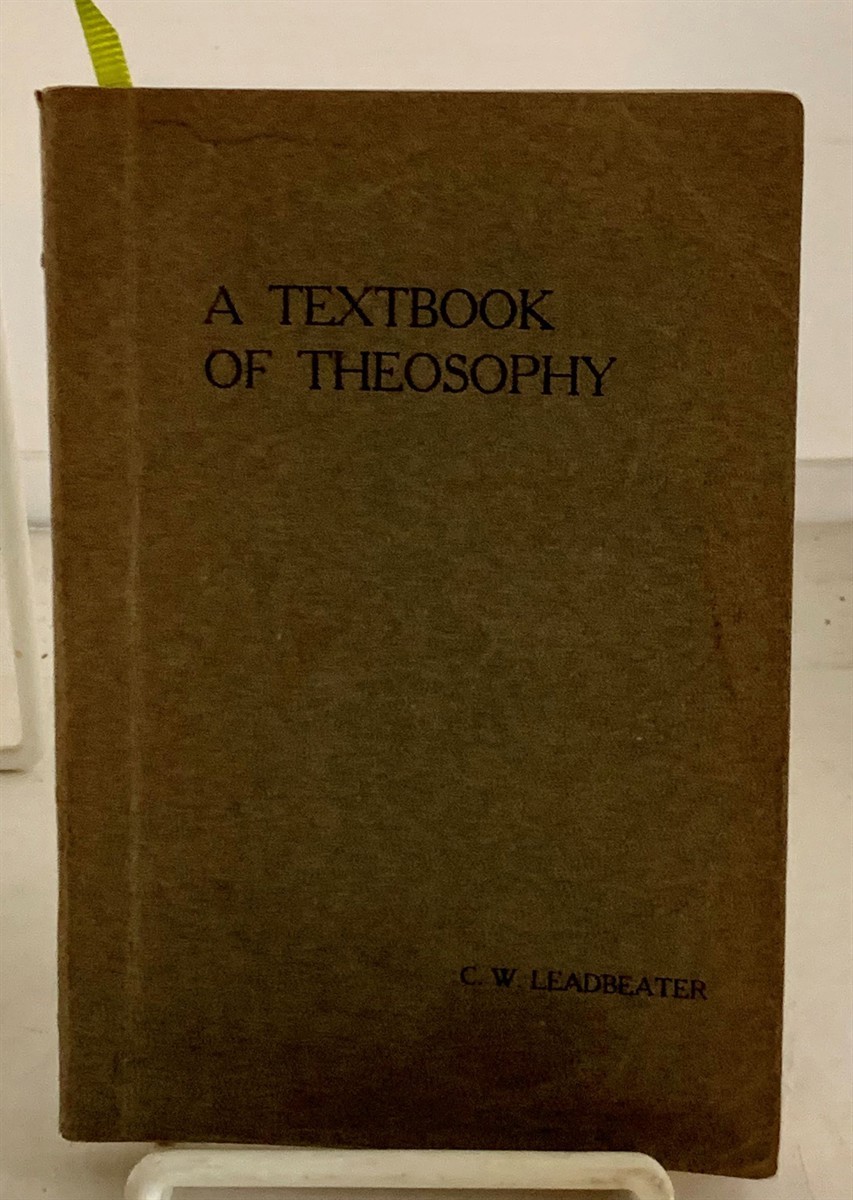 A TEXTBOOK
OF THEOSOPHY
C. W. LEADBEATER